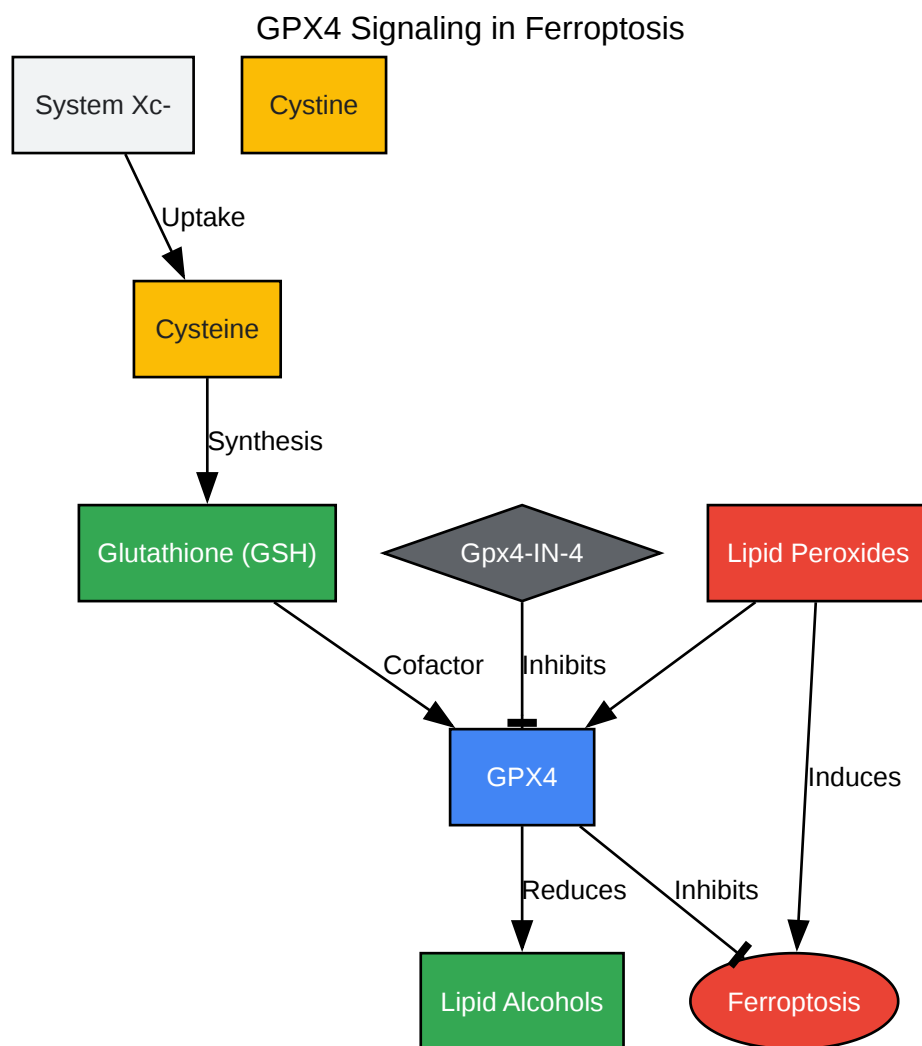 GPX4 Signaling in Ferroptosis
System Xc-
Cystine
Uptake
Cysteine
Synthesis
Glutathione (GSH)
Gpx4-IN-4
Lipid Peroxides
Cofactor
Inhibits
GPX4
Induces
Reduces
Inhibits
Lipid Alcohols
Ferroptosis